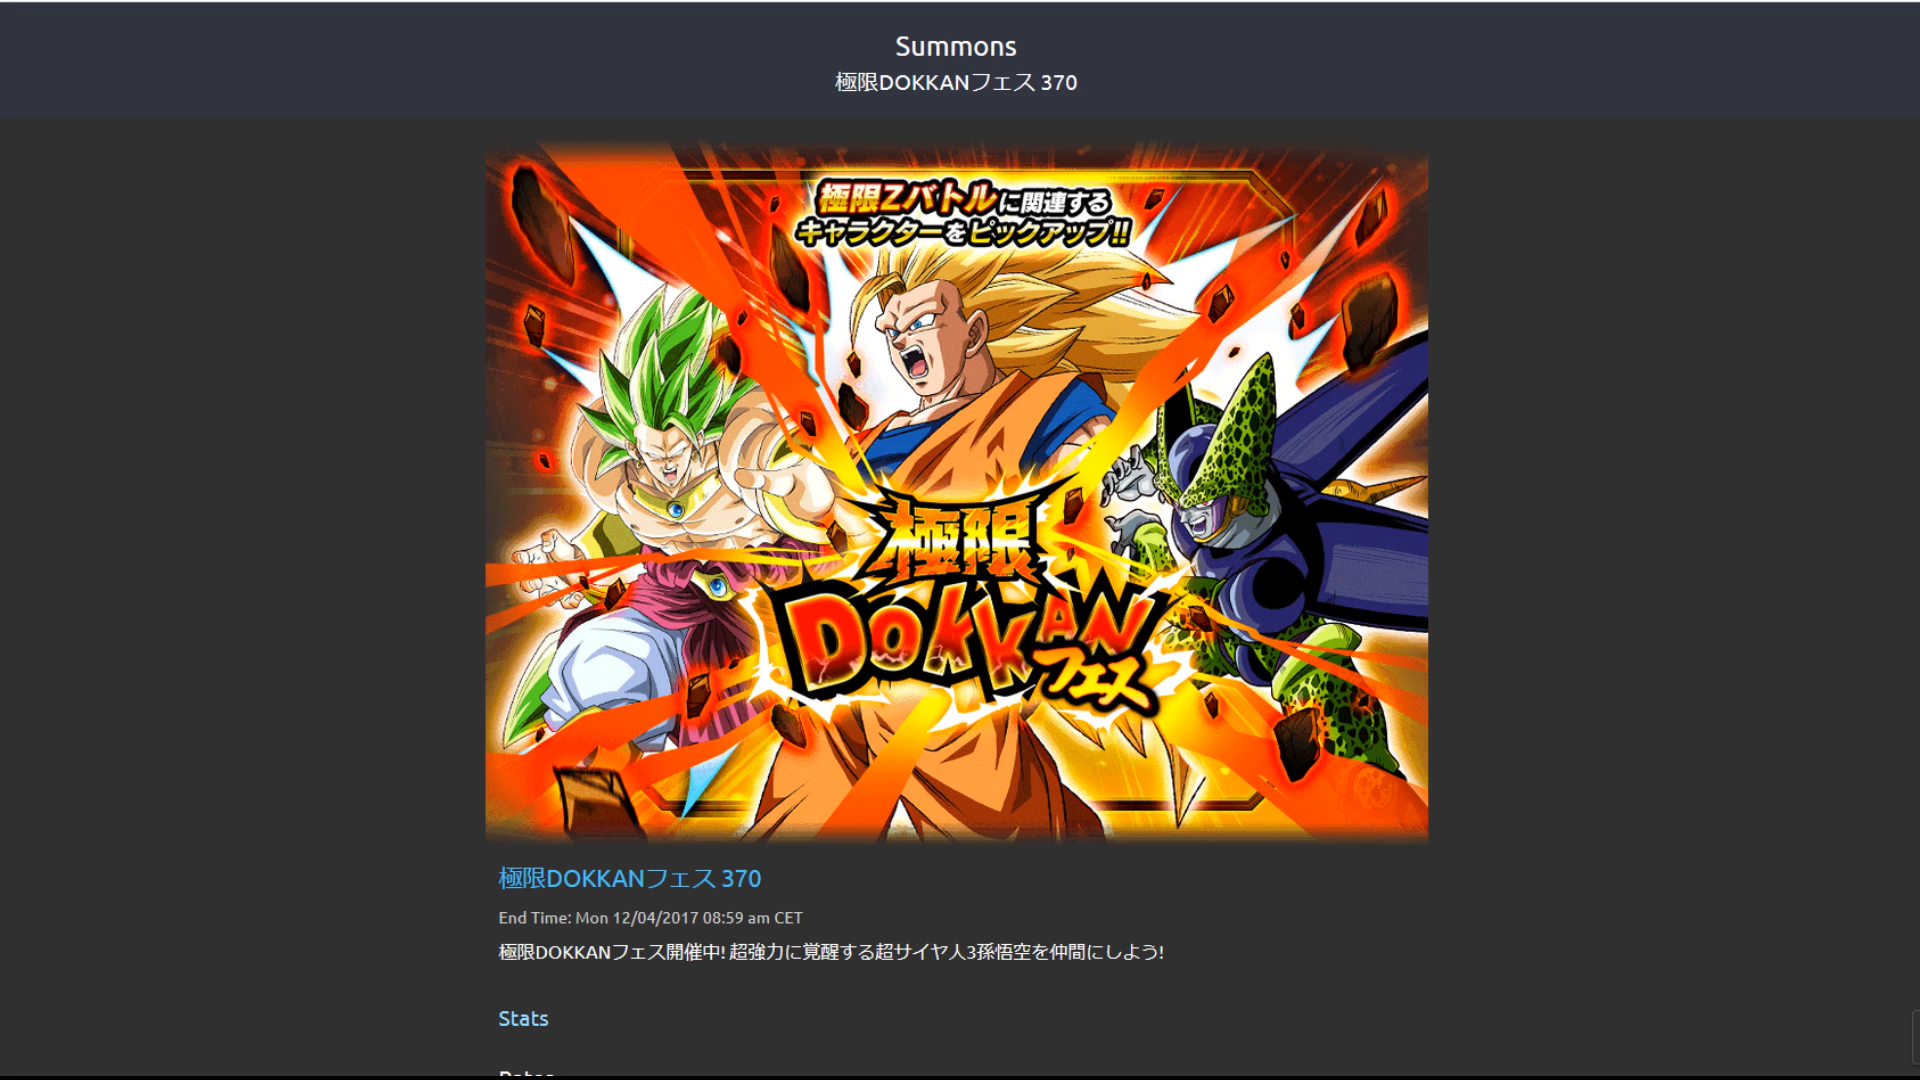 Summons
極限DOKKANフェス 370
極限Zバトルに関連する
キャラクターをピックアップ!!
極限
DOKKAN
フェス
極限DOKKANフェス 370
End Time: Mon 12/04/2017 08:59 am CET
極限DOKKANフェス開催中! 超強力に覚醒する超サイヤ人3孫悟空を仲間にしよう!
Stats